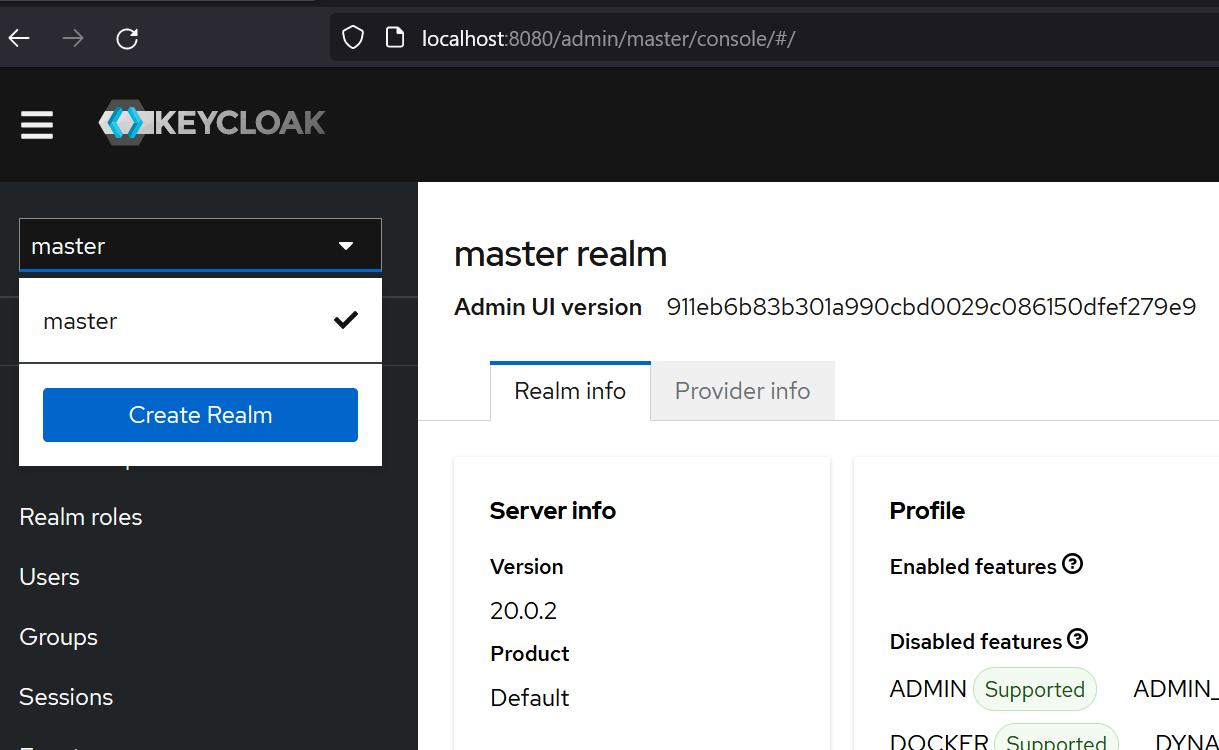 localhost:8080/admin/master/console/#/
KEYCLOAK
master
master
Create Realm
Realm roles
Users
Groups
Sessions
master realm
Admin UI version 911eb6b83b301a990cbd0029c086150dfef279e9
Realm info
Provider info
Server info
Version
20.0.2
Product
Default
Profile
Enabled features
Disabled features
ADMIN Supported ADMIN_
DOCKER Supported DYNA